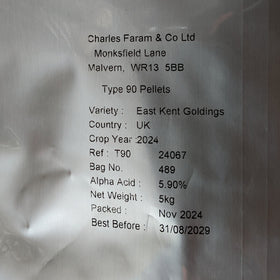 Charles Faram & Co Ltd
Monksfield Lane
Malvern, WR13 5BB
Type 90 Pellets
Variety : East Kent Goldings
Country : UK
Crop Year : 2024
Ref : T90 24067
Bag No. 489
Alpha Acid : 5.90%
Net Weight : 5kg
Packed : Nov 2024
Best Before : 31/08/2029